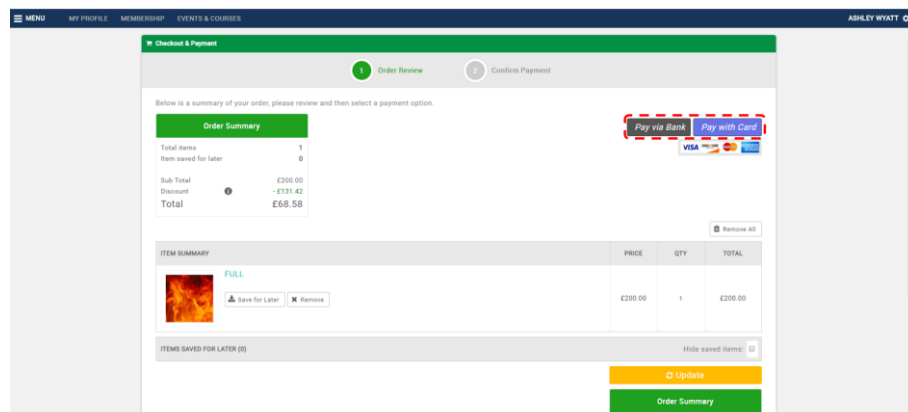 MENU MY PROFILE MEMBERSHIP EVENTS & COURSES ASHLEY WYATT
Checkout & Payment
1 Order Review 2 Confirm Payment
Below is a summary of your order, please review and then select a payment option.
Order Summary
Pay via Bank Pay with Card
Total items 1
Item saved for later 0
VISA
Sub Total £200.00
Discount - £131.42
Total £68.58
Remove All
ITEM SUMMARY PRICE QTY TOTAL
FULL
Save for Later Remove
£200.00 1 £200.00
ITEMS SAVED FOR LATER (0) Hide saved items:
Update
Order Summary